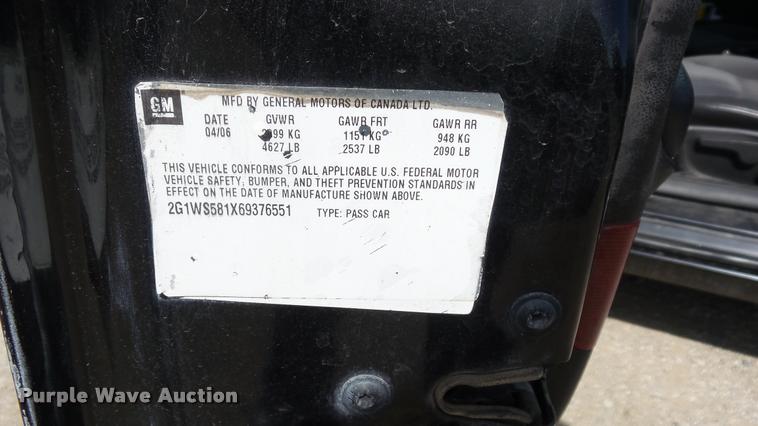 GM
MFD BY GENERAL MOTORS OF CANADA LTD.
DATE GVWR GAWR FRT GAWR RR
04/06 KG 1151 KG 948 KG
4627 LB 2537 LB 2090 LB
THIS VEHICLE CONFORMS TO ALL APPLICABLE U.S. FEDERAL MOTOR
VEHICLE SAFETY, BUMPER, AND THEFT PREVENTION STANDARDS IN
EFFECT ON THE DATE OF MANUFACTURE SHOWN ABOVE.
2G1WS581X69376551 TYPE: PASS CAR
Purple Wave Auction